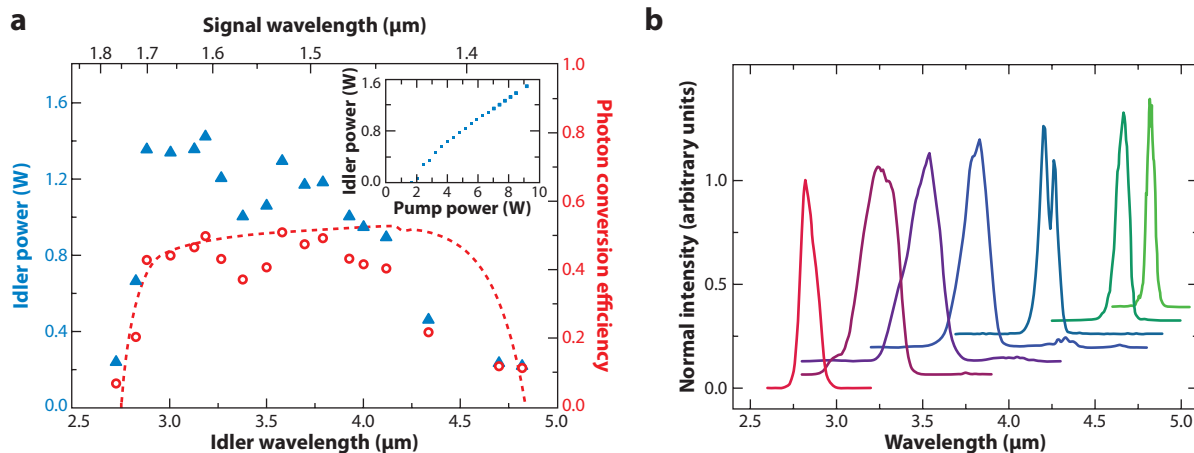 a
Signal wavelength (μm)
1.8 1.7 1.6 1.5 1.4
Idler power (W)
1.6
1.2
0.8
0.4
0.0
2.5 3.0 3.5 4.0 4.5 5.0
Idler wavelength (μm)
1.0
0.8
0.6
0.4
0.2
0.0
Photon conversion efficiency
Idler power (W)
1.6
0.8
0.0
0 2 4 6 8 10
Pump power (W)
b
Normal intensity (arbitrary units)
1.0
0.5
0.0
2.5 3.0 3.5 4.0 4.5 5.0
Wavelength (μm)